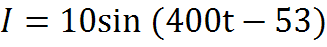 I = 10sin (400t − 53)